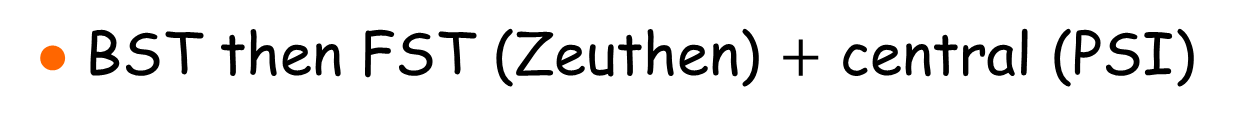 • BST then FST (Zeuthen) + central (PSI)